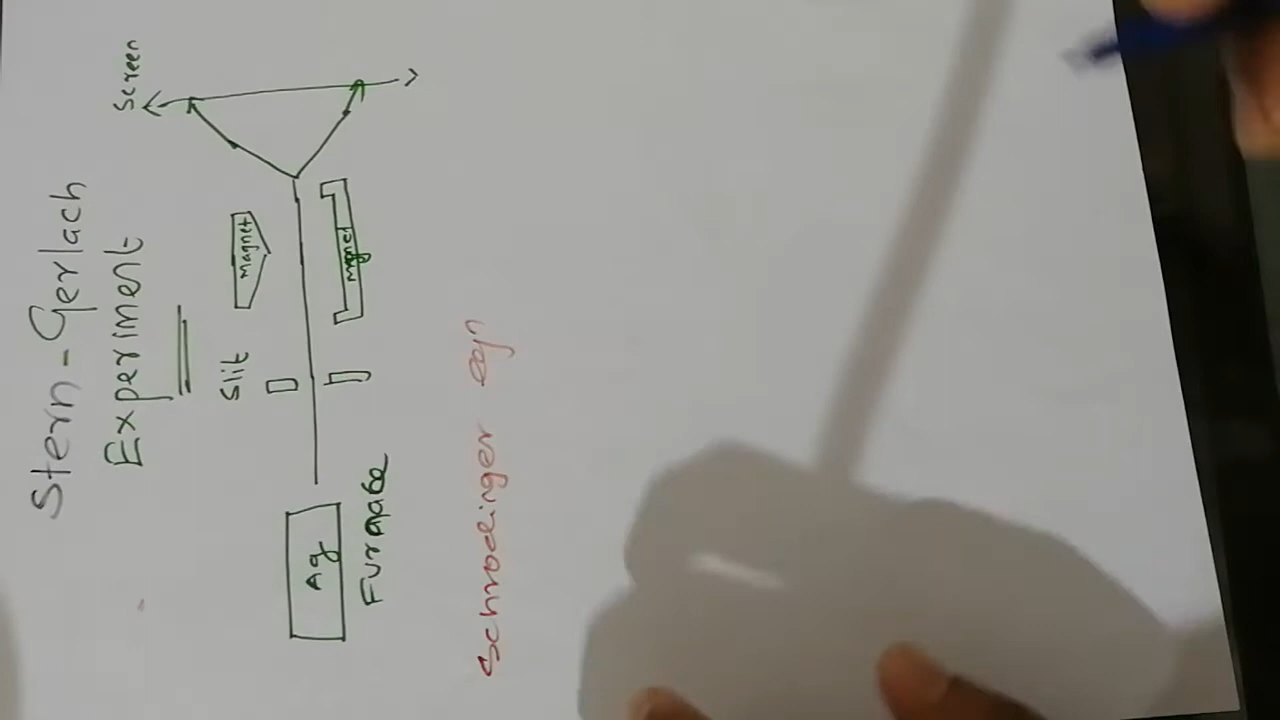 Stern-Gerlach
Experiment
Screen
Slit
Magnet
Magnet
Ag
Furnace
Schrodinger eqn